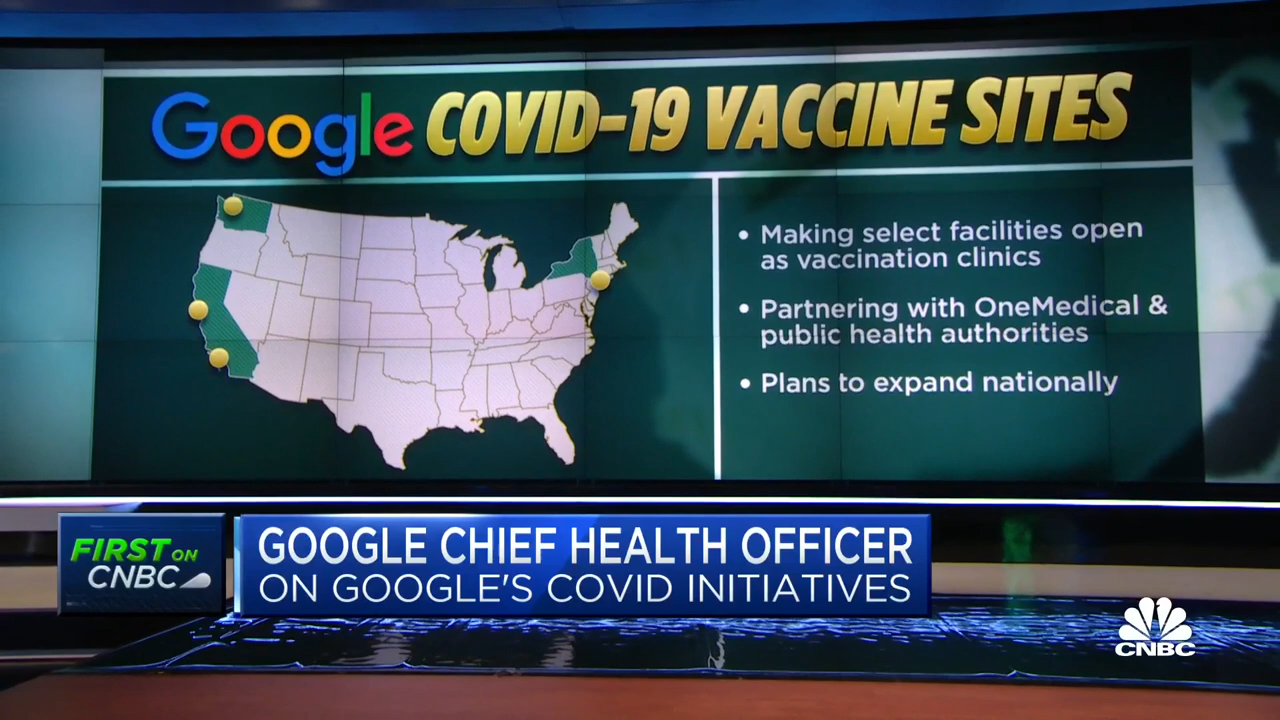 Google COVID-19 VACCINE SITES
• Making select facilities open
as vaccination clinics
• Partnering with OneMedical &
public health authorities
• Plans to expand nationally
FIRST ON
CNBC
GOOGLE CHIEF HEALTH OFFICER
ON GOOGLE'S COVID INITIATIVES
CNBC